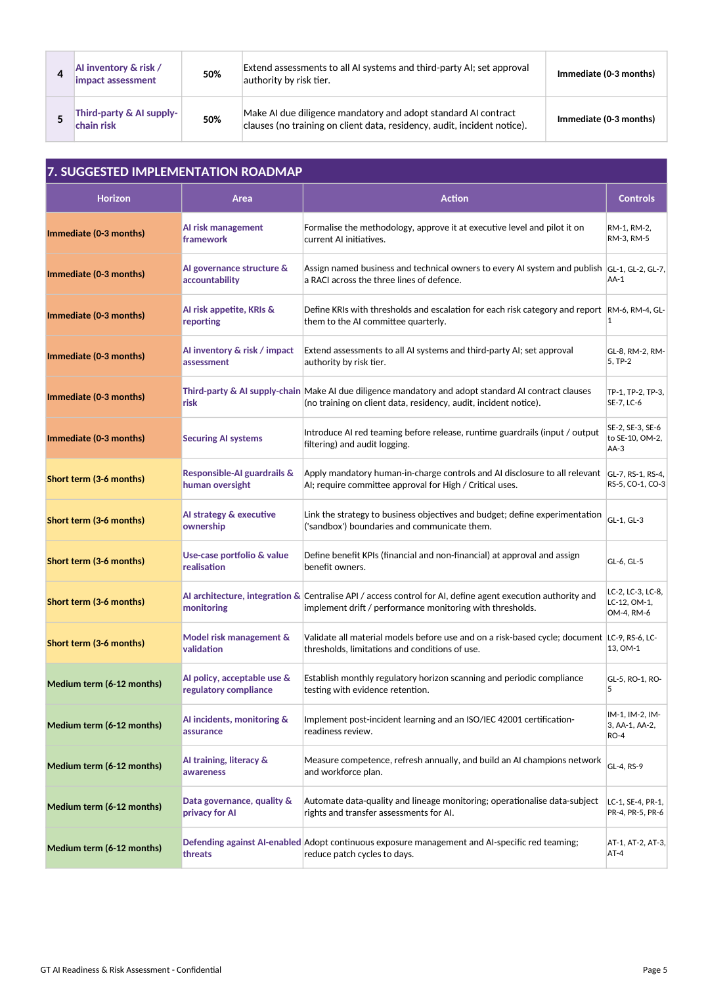 4
AI inventory & risk /
impact assessment
50%
Extend assessments to all AI systems and third-party AI; set approval
authority by risk tier.
Immediate (0-3 months)
5
Third-party & AI supply-
chain risk
50%
Make AI due diligence mandatory and adopt standard AI contract
clauses (no training on client data, residency, audit, incident notice).
Immediate (0-3 months)
7. SUGGESTED IMPLEMENTATION ROADMAP
Horizon
Area
Action
Controls
Immediate (0-3 months)
AI risk management
framework
Formalise the methodology, approve it at executive level and pilot it on
current AI initiatives.
RM-1, RM-2,
RM-3, RM-5
Immediate (0-3 months)
AI governance structure &
accountability
Assign named business and technical owners to every AI system and publish
a RACI across the three lines of defence.
GL-1, GL-2, GL-7,
AA-1
Immediate (0-3 months)
AI risk appetite, KRIs &
reporting
Define KRIs with thresholds and escalation for each risk category and report
them to the AI committee quarterly.
RM-6, RM-4, GL-
1
Immediate (0-3 months)
AI inventory & risk / impact
assessment
Extend assessments to all AI systems and third-party AI; set approval
authority by risk tier.
GL-8, RM-2, RM-
5, TP-2
Immediate (0-3 months)
Third-party & AI supply-chain
risk
Make AI due diligence mandatory and adopt standard AI contract clauses
(no training on client data, residency, audit, incident notice).
TP-1, TP-2, TP-3,
SE-7, LC-6
Immediate (0-3 months)
Securing AI systems
Introduce AI red teaming before release, runtime guardrails (input / output
filtering) and audit logging.
SE-2, SE-3, SE-6
to SE-10, OM-2,
AA-3
Short term (3-6 months)
Responsible-AI guardrails &
human oversight
Apply mandatory human-in-charge controls and AI disclosure to all relevant
AI; require committee approval for High / Critical uses.
GL-7, RS-1, RS-4,
RS-5, CO-1, CO-3
Short term (3-6 months)
AI strategy & executive
ownership
Link the strategy to business objectives and budget; define experimentation
('sandbox') boundaries and communicate them.
GL-1, GL-3
Short term (3-6 months)
Use-case portfolio & value
realisation
Define benefit KPIs (financial and non-financial) at approval and assign
benefit owners.
GL-6, GL-5
Short term (3-6 months)
AI architecture, integration &
monitoring
Centralise API / access control for AI, define agent execution authority and
implement drift / performance monitoring with thresholds.
LC-2, LC-3, LC-8,
LC-12, OM-1,
OM-4, RM-6
Short term (3-6 months)
Model risk management &
validation
Validate all material models before use and on a risk-based cycle; document
thresholds, limitations and conditions of use.
LC-9, RS-6, LC-
13, OM-1
Medium term (6-12 months)
AI policy, acceptable use &
regulatory compliance
Establish monthly regulatory horizon scanning and periodic compliance
testing with evidence retention.
GL-5, RO-1, RO-
5
Medium term (6-12 months)
AI incidents, monitoring &
assurance
Implement post-incident learning and an ISO/IEC 42001 certification-
readiness review.
IM-1, IM-2, IM-
3, AA-1, AA-2,
RO-4
Medium term (6-12 months)
AI training, literacy &
awareness
Measure competence, refresh annually, and build an AI champions network
and workforce plan.
GL-4, RS-9
Medium term (6-12 months)
Data governance, quality &
privacy for AI
Automate data-quality and lineage monitoring; operationalise data-subject
rights and transfer assessments for AI.
LC-1, SE-4, PR-1,
PR-4, PR-5, PR-6
Medium term (6-12 months)
Defending against AI-enabled
threats
Adopt continuous exposure management and AI-specific red teaming;
reduce patch cycles to days.
AT-1, AT-2, AT-3,
AT-4
GT AI Readiness & Risk Assessment - Confidential
Page 5